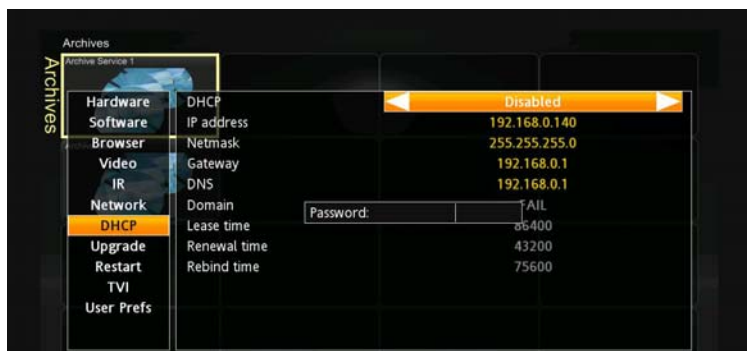 Archives
Archives
Archive Service 1
Hardware
Software
Browser
Video
IR
Network
DHCP
Upgrade
Restart
TVI
User Prefs
DHCP Disabled
IP address 192.168.0.140
Netmask 255.255.255.0
Gateway 192.168.0.1
DNS 192.168.0.1
Domain FAIL
Lease time 86400
Renewal time 43200
Rebind time 75600
Password: